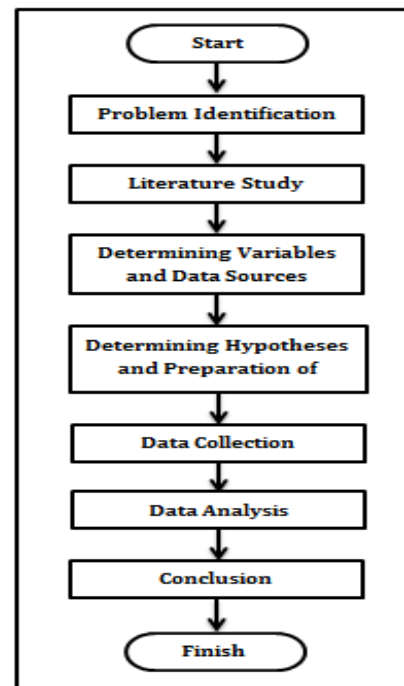 Start
Problem Identification
Literature Study
Determining Variables
and Data Sources
Determining Hypotheses
and Preparation of
Data Collection
Data Analysis
Conclusion
Finish